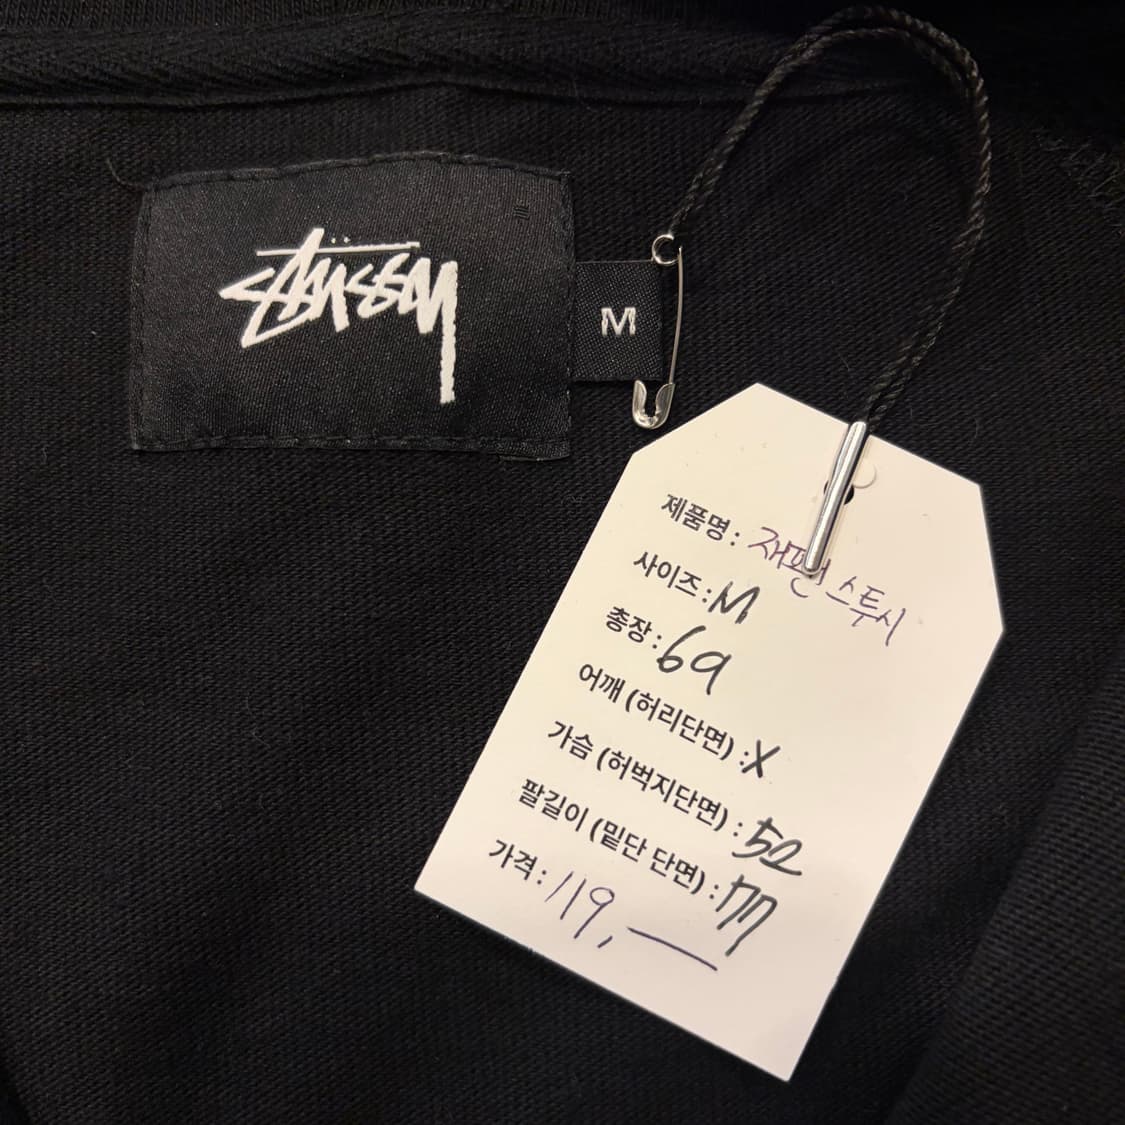 STÜSSY
M
제품명: 재팬 스투시
사이즈: M
총장: 69
어깨 (허리단면) : X
가슴 (허벅지단면) : 52
팔길이 (밑단 단면) : 77
가격: 119,—